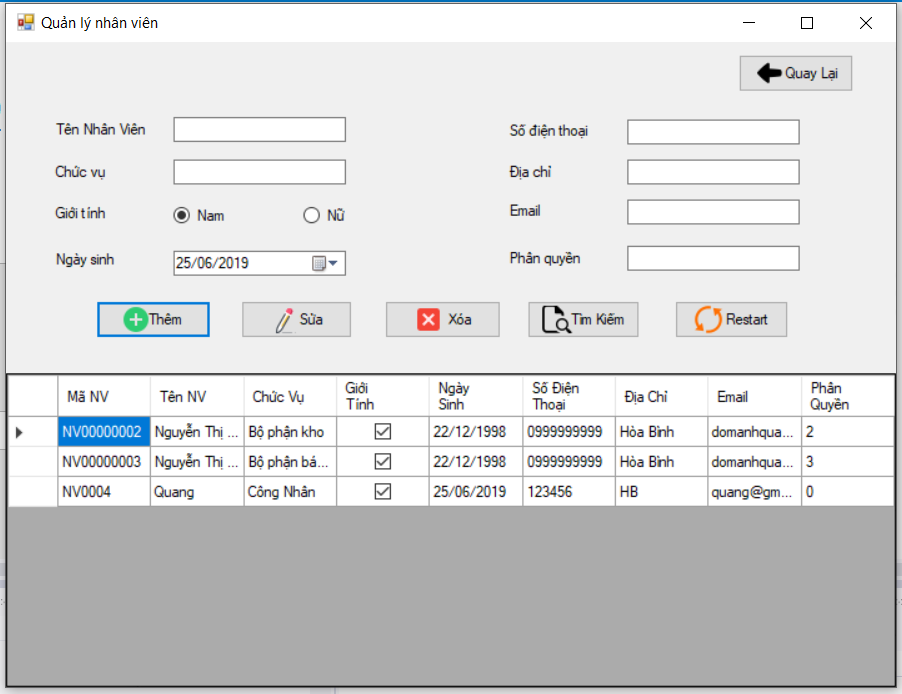 Quản lý nhân viên
Quay Lại
Tên Nhân Viên
Số điện thoại
Chức vụ
Địa chỉ
Giới tính
Nam
Nữ
Email
Ngày sinh
25/06/2019
Phân quyền
Thêm
Sửa
Xóa
Tìm Kiếm
Restart
Mã NV Tên NV Chức Vụ Giới Tính Ngày Sinh Số Điện Thoại Địa Chỉ Email Phân Quyền
NV00000002 Nguyễn Thị ... Bộ phận kho 22/12/1998 0999999999 Hòa Bình domanhqua... 2
NV00000003 Nguyễn Thị ... Bộ phận bá... 22/12/1998 0999999999 Hòa Bình domanhqua... 3
NV0004 Quang Công Nhân 25/06/2019 123456 HB quang@gm... 0